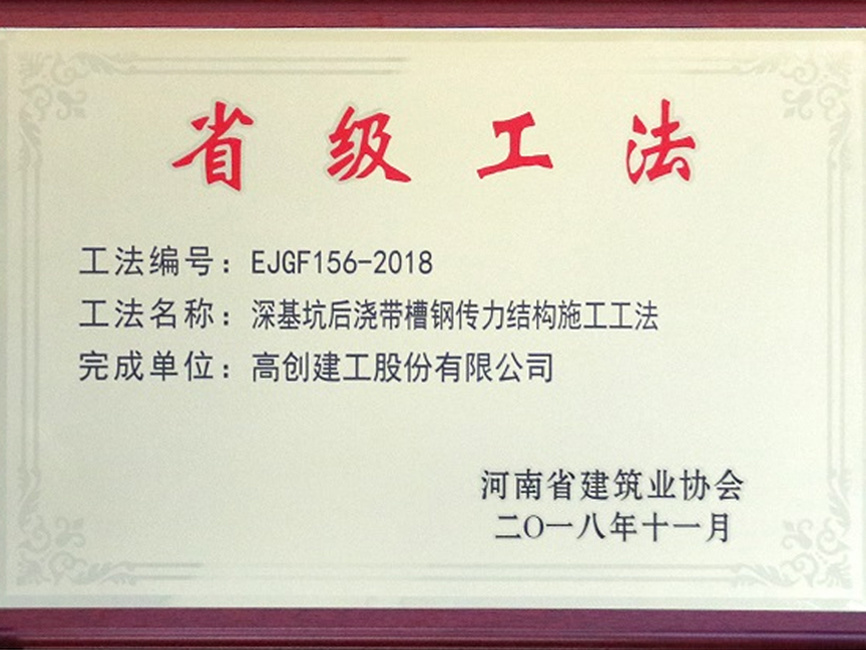 省级工法
工法编号：EJGF156-2018
工法名称：深基坑后浇带槽钢传力结构施工工法
完成单位：高创建工股份有限公司
河南省建筑业协会
二〇一八年十一月